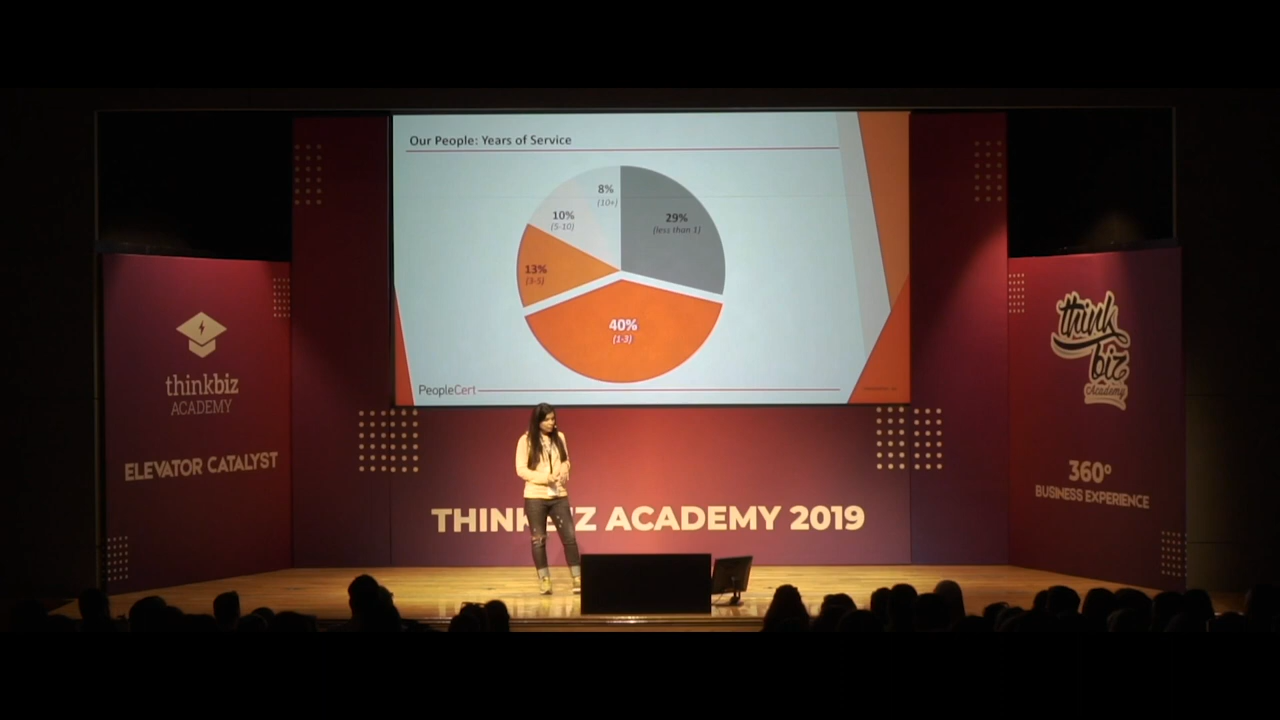 Our People: Years of Service
8%
(10+)
29%
(less than 1)
10%
(5-10)
13%
(3-5)
40%
(1-3)
PeopleCert
thinkbiz
ACADEMY
ELEVATOR CATALYST
think
biz
Academy
360°
BUSINESS EXPERIENCE
THINKBIZ ACADEMY 2019